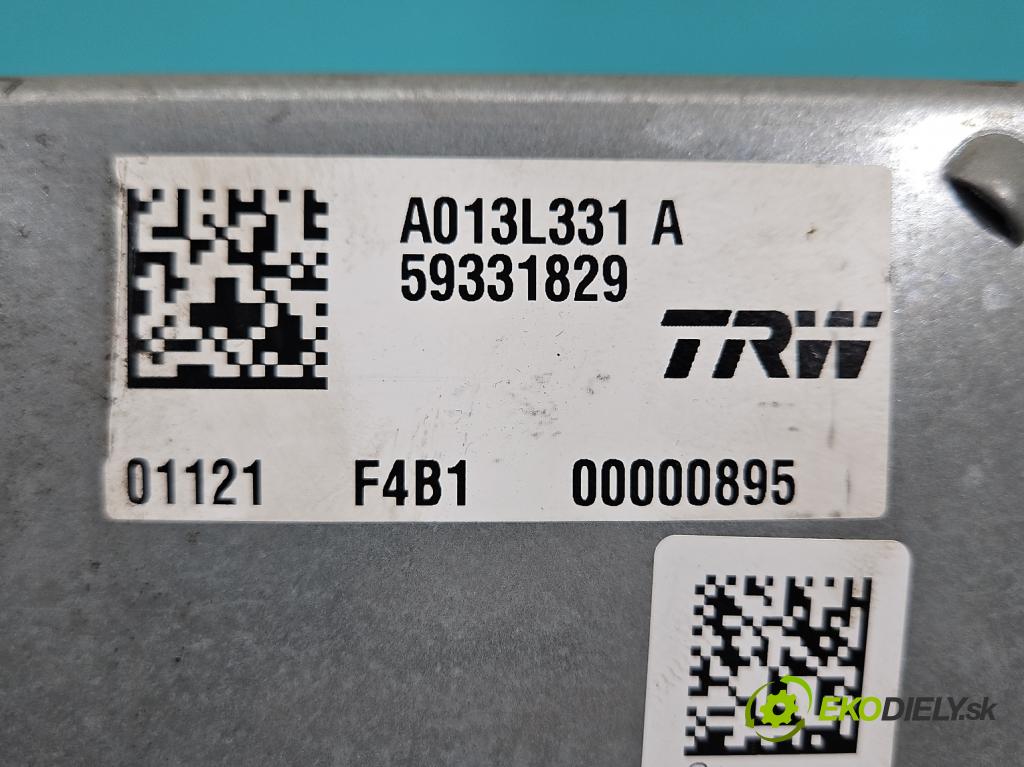 A013L331 A
59331829
TRW
01121 F4B1 00000895
EKODIELY.sk